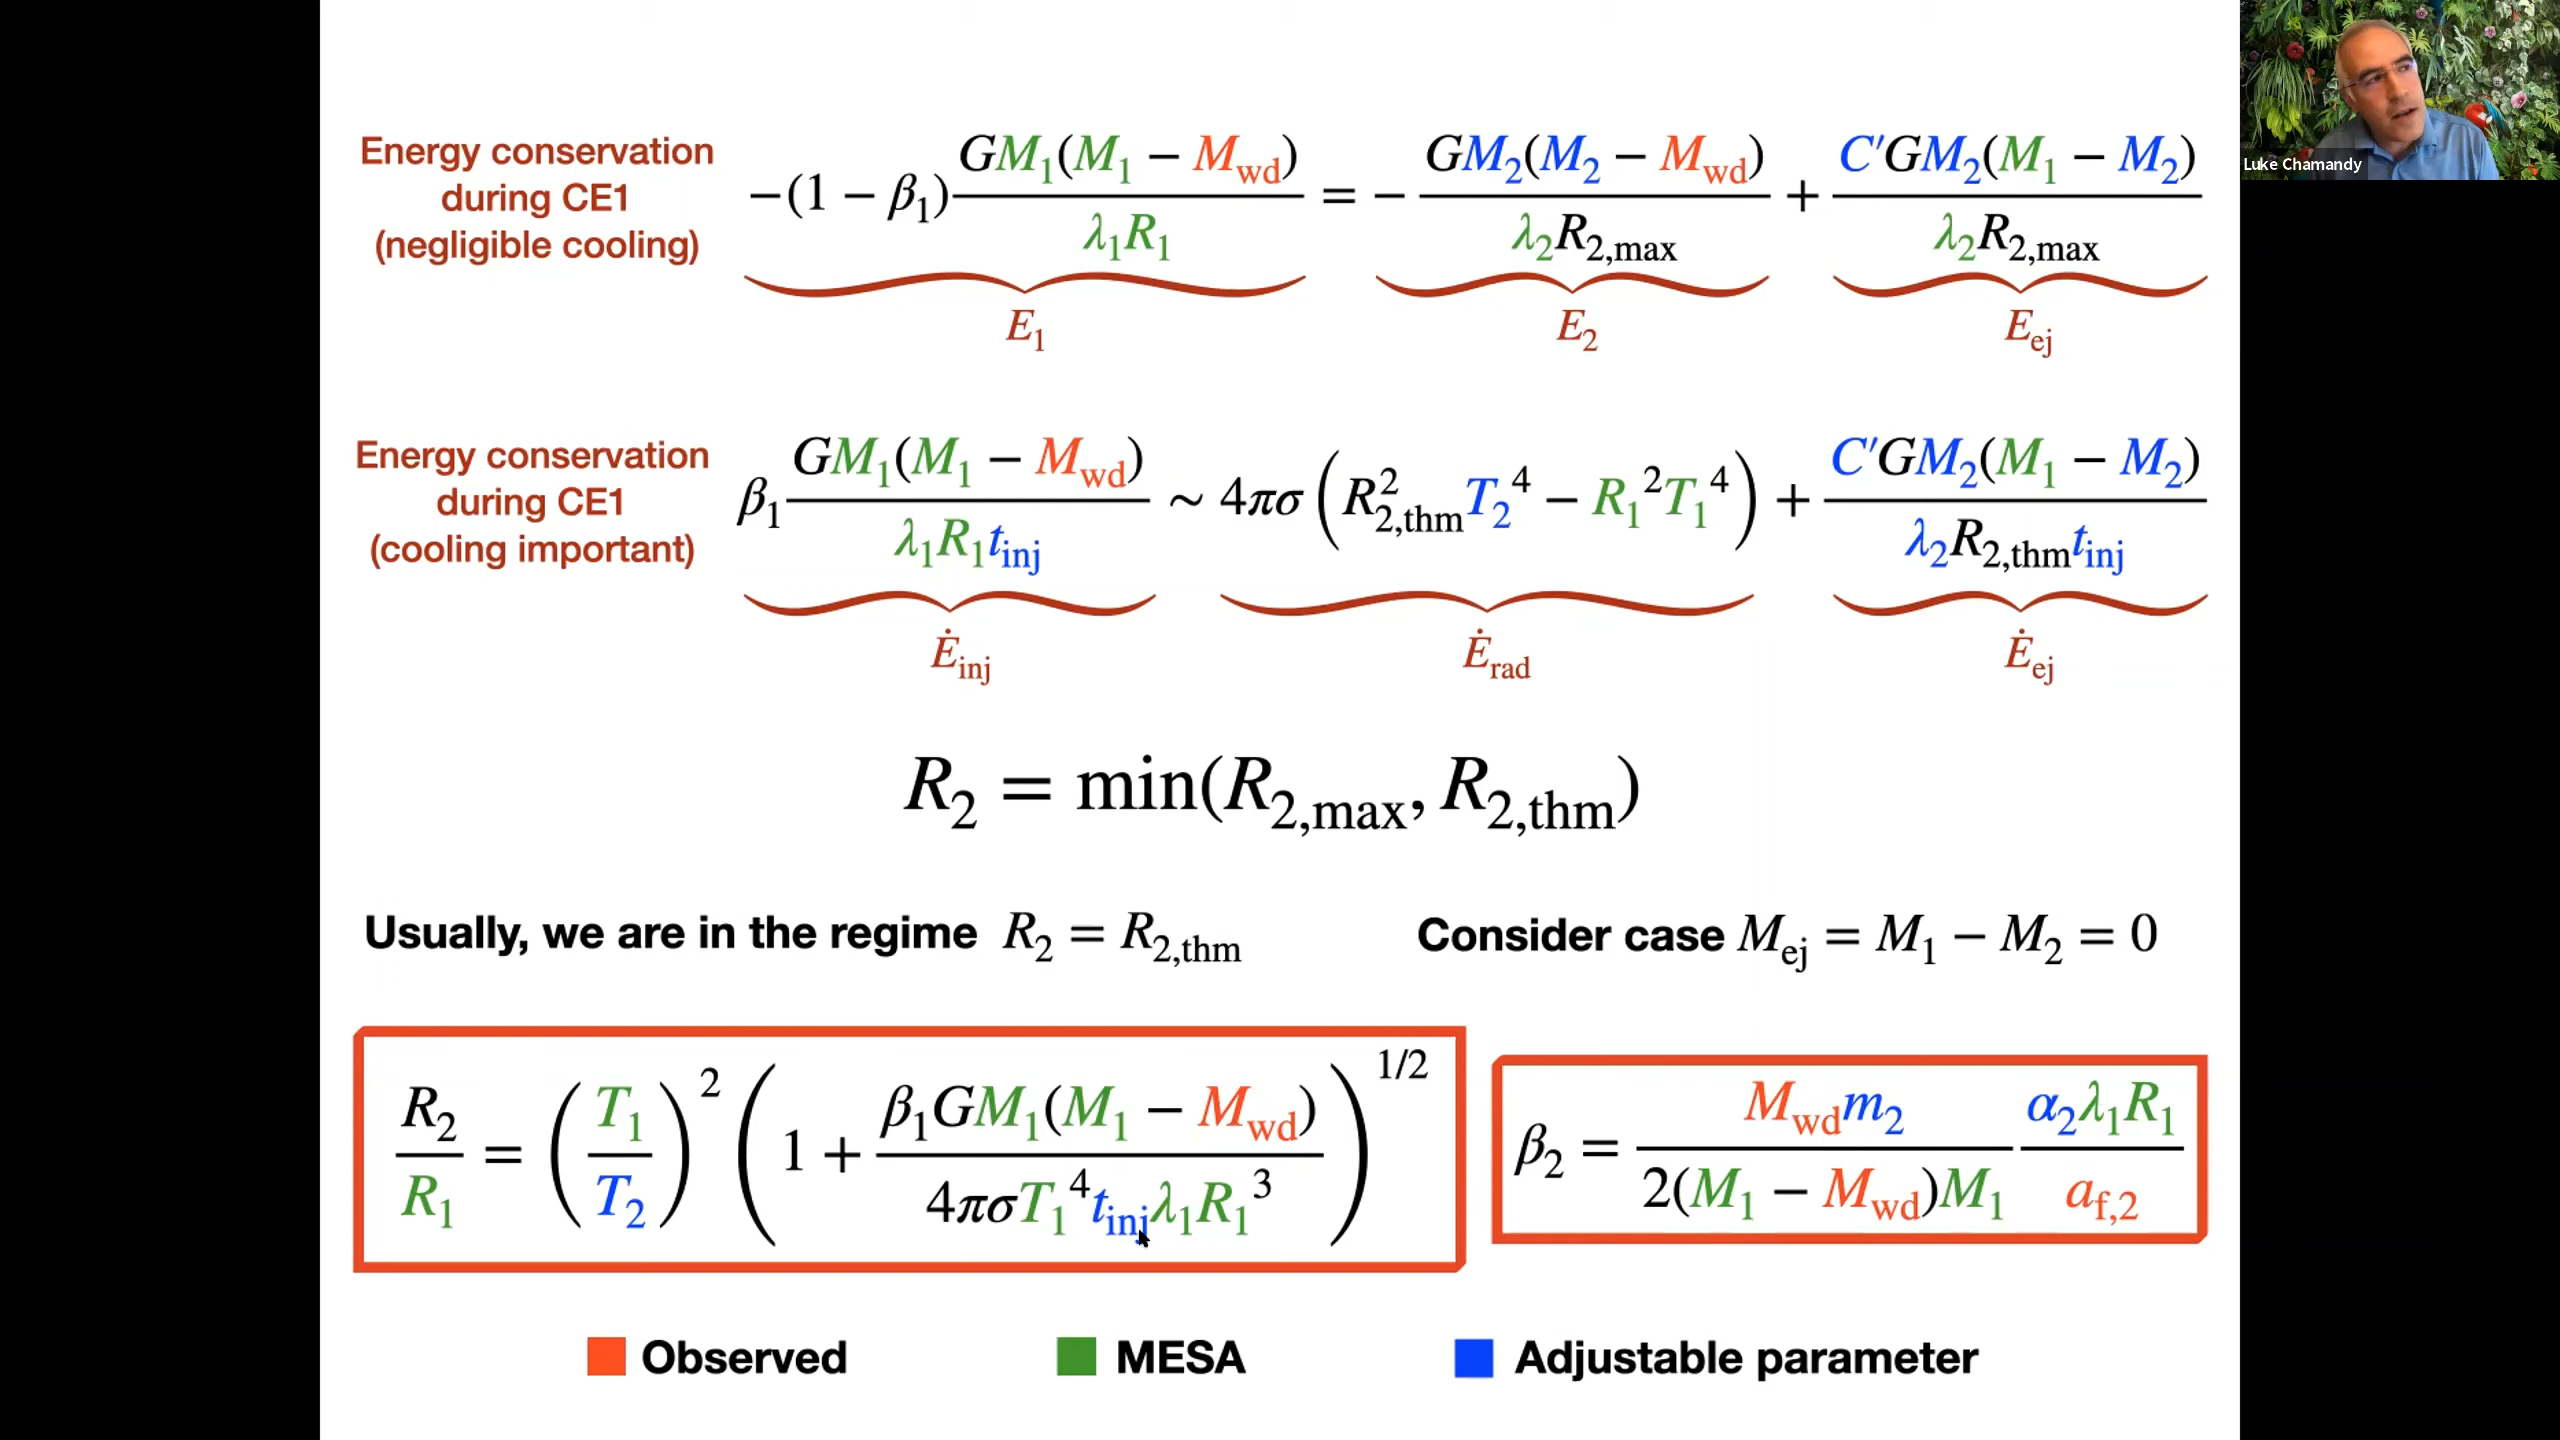 Energy conservation
during CE1
(negligible cooling)
−(1 − β₁) GM₁(M₁ − M_wd) / λ₁R₁ = − GM₂(M₂ − M_wd) / λ₂R₂,max + C′GM₂(M₁ − M₂) / λ₂R₂,max
E₁ E₂ E_ej
Luke Chamandy
Energy conservation
during CE1
(cooling important)
β₁ GM₁(M₁ − M_wd) / λ₁R₁t_inj ∼ 4πσ (R²₂,thm T₂⁴ − R₁²T₁⁴) + C′GM₂(M₁ − M₂) / λ₂R₂,thm t_inj
Ė_inj Ė_rad Ė_ej
R₂ = min(R₂,max, R₂,thm)
Usually, we are in the regime R₂ = R₂,thm
Consider case M_ej = M₁ − M₂ = 0
R₂ / R₁ = (T₁ / T₂)² (1 + β₁GM₁(M₁ − M_wd) / 4πσT₁⁴t_injλ₁R₁³)^1/2
β₂ = M_wd m₂ / 2(M₁ − M_wd)M₁ α₂λ₁R₁ / a_f,2
Observed
MESA
Adjustable parameter